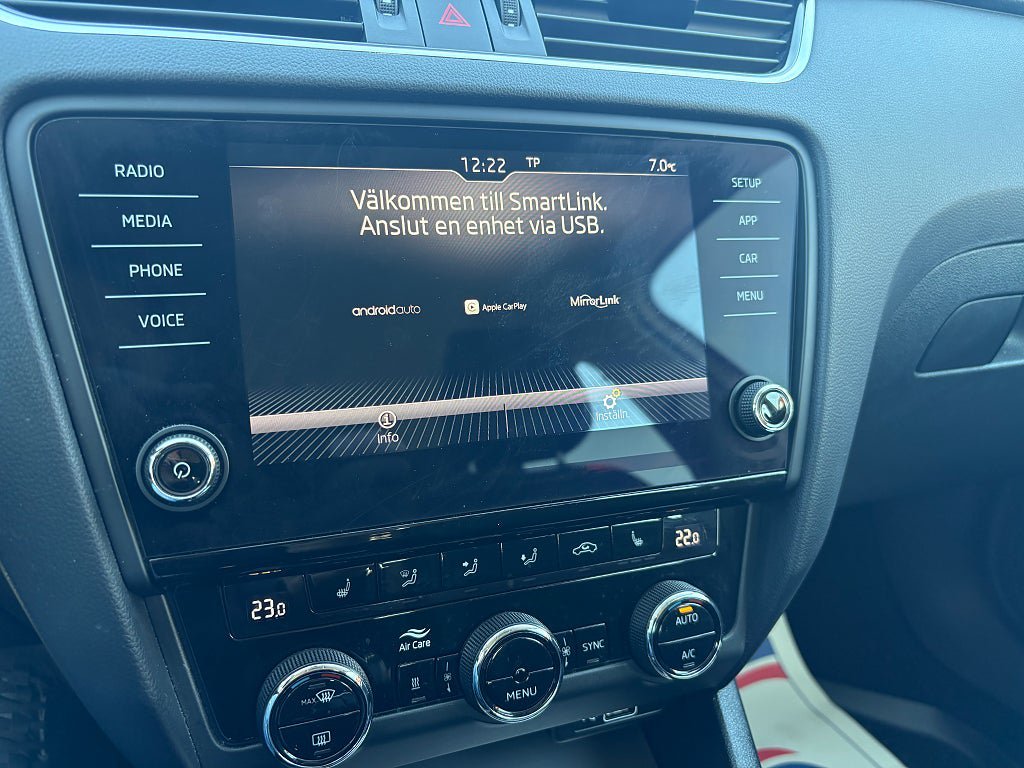 RADIO
MEDIA
PHONE
VOICE
12:22 TP 7.0°C
Välkommen till SmartLink.
Anslut en enhet via USB.
androidauto Apple CarPlay MirrorLink
Info
Inställn.
SETUP
APP
CAR
MENU
23.0
22.0
Air Care
MAX
MENU
SYNC
AUTO
A/C